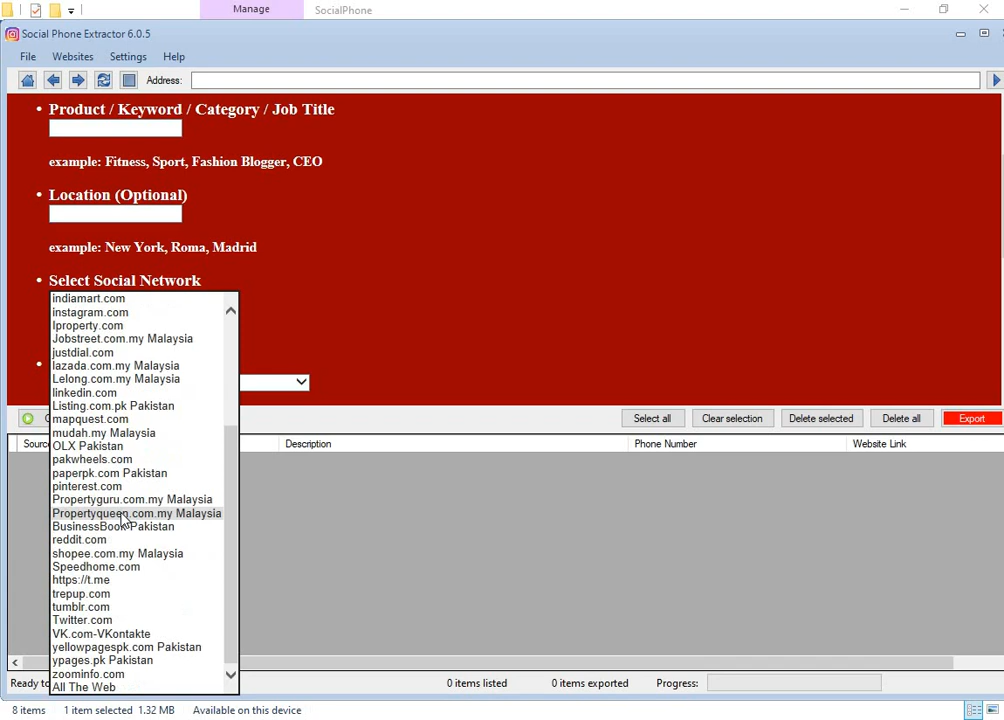 Manage
SocialPhone
Social Phone Extractor 6.0.5
File Websites Settings Help
Address:
• Product / Keyword / Category / Job Title
example: Fitness, Sport, Fashion Blogger, CEO
• Location (Optional)
example: New York, Roma, Madrid
• Select Social Network
indiamart.com
instagram.com
Iproperty.com
Jobstreet.com.my Malaysia
justdial.com
lazada.com.my Malaysia
Lelong.com.my Malaysia
linkedin.com
Listing.com.pk Pakistan
mapquest.com
mudah.my Malaysia
OLX Pakistan
pakwheels.com
paperpk.com Pakistan
pinterest.com
Propertyguru.com.my Malaysia
Propertyqueen.com.my Malaysia
BusinessBook Pakistan
reddit.com
shopee.com.my Malaysia
Speedhome.com
https://t.me
trepup.com
tumblr.com
Twitter.com
VK.com-VKontakte
yellowpagespk.com Pakistan
ypages.pk Pakistan
zoominfo.com
All The Web
Select all Clear selection Delete selected Delete all Export
Description Phone Number Website Link
0 items listed 0 items exported Progress:
8 items 1 item selected 1.32 MB Available on this device